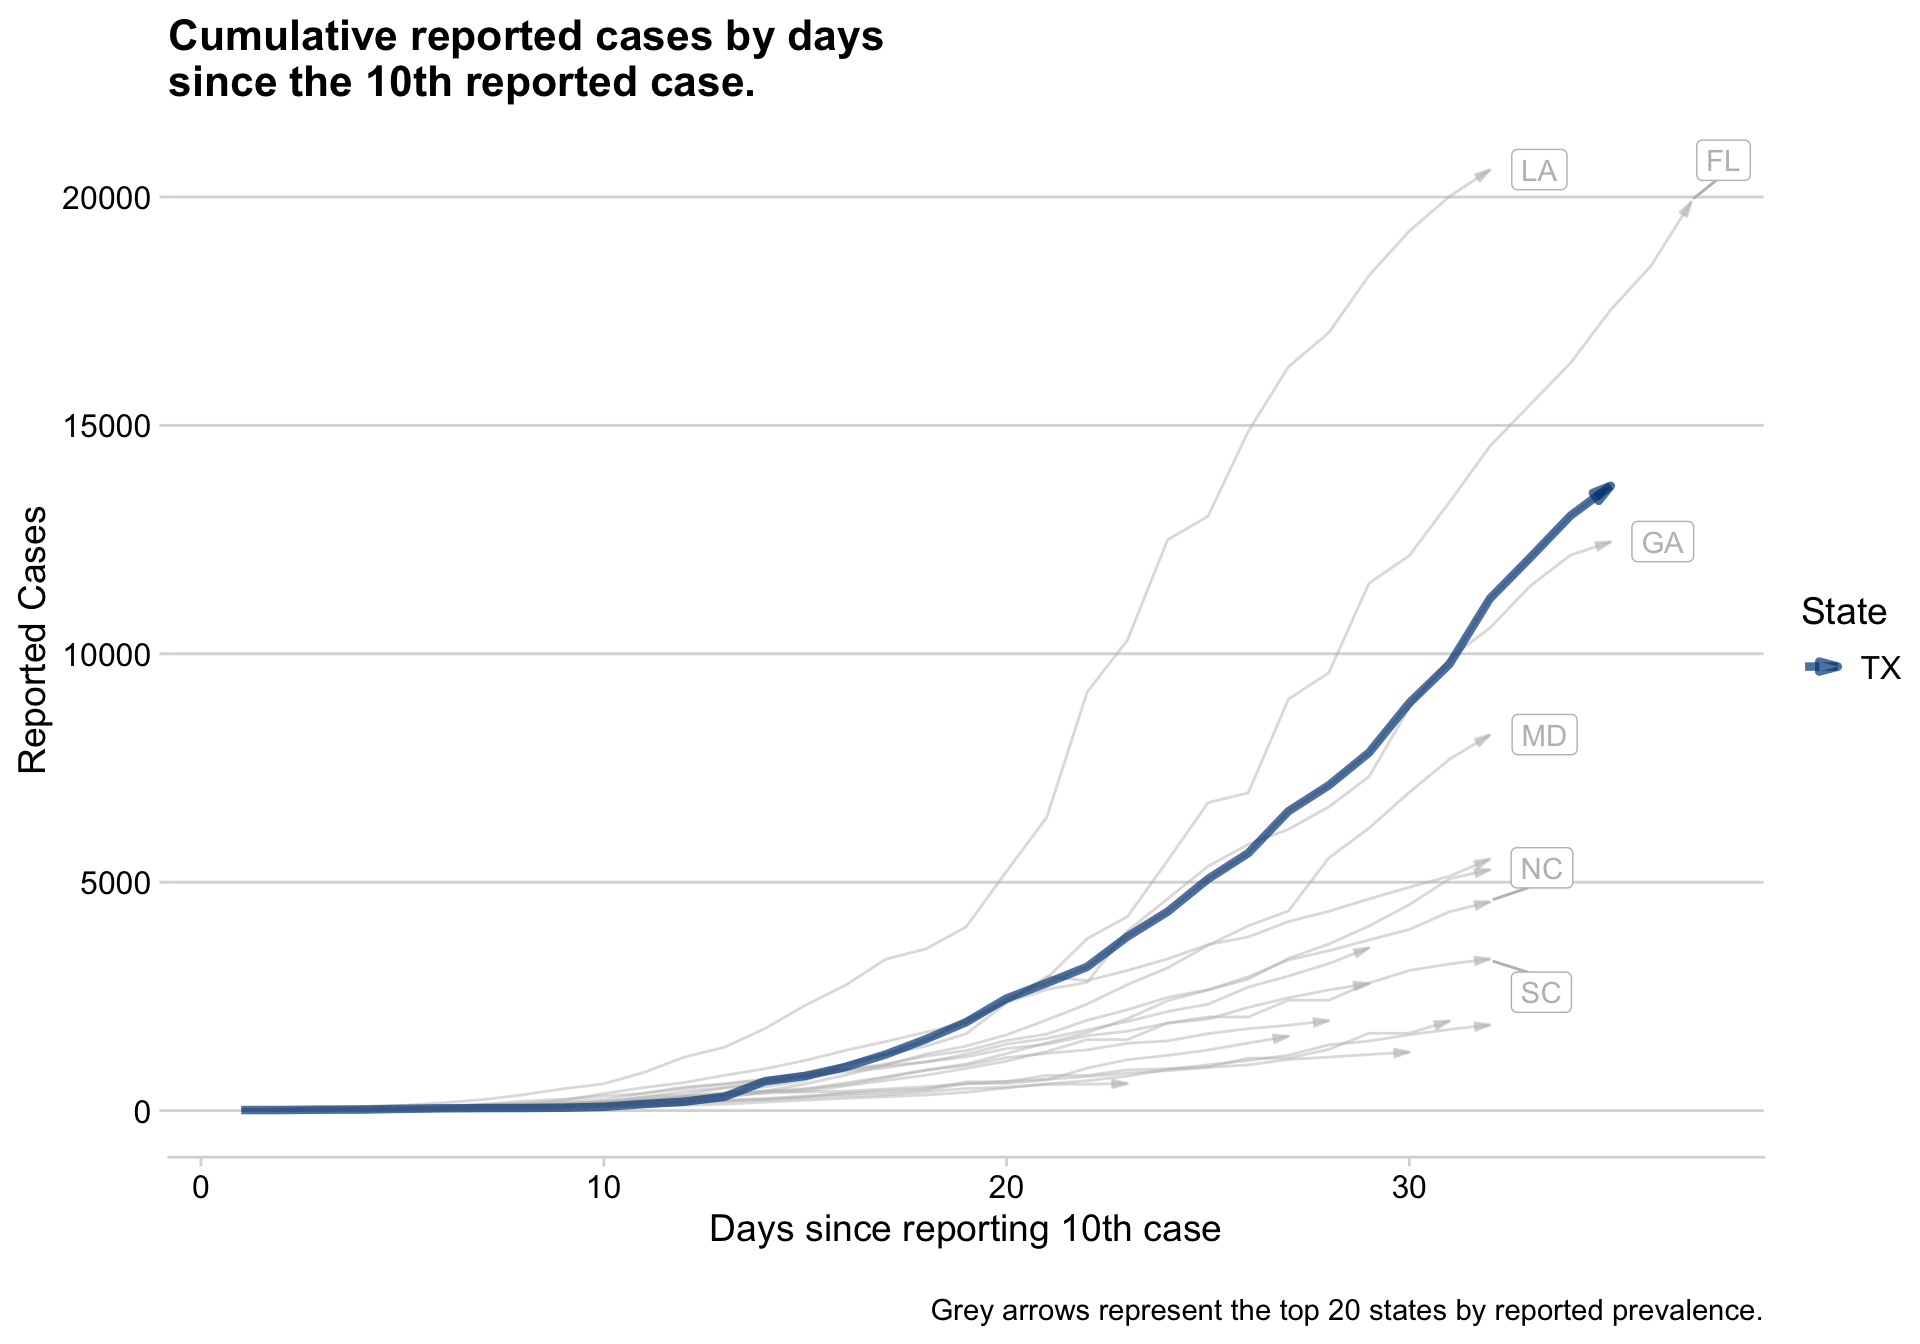 Cumulative reported cases by days
since the 10th reported case.
LA
FL
20000
15000
GA
State
TX
Reported Cases
10000
MD
NC
5000
SC
0
0 10 20 30
Days since reporting 10th case
Grey arrows represent the top 20 states by reported prevalence.